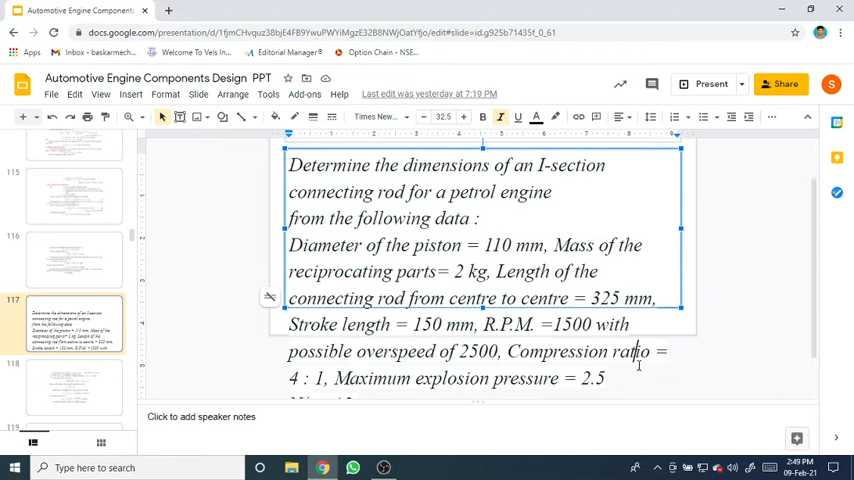 Automotive Engine Components D
docs.google.com/presentation/d/1fjmCHvquz38bjE4FB9YwuPWYiMgzE32B8NWjOatYfjo/edit#slide=id.g925b71435f_0_61
Apps
Inbox - baskarmech...
Welcome To Vels In...
Editorial Manager®
Option Chain - NSE...
Automotive Engine Components Design PPT
File Edit View Insert Format Slide Arrange Tools Add-ons Help Last edit was yesterday at 7:19 PM
Present
Share
S
Times New...
32.5
B I U A
115
116
117
118
Determine the dimensions of an I-section
connecting rod for a petrol engine
from the following data :
Diameter of the piston = 110 mm, Mass of the
reciprocating parts= 2 kg, Length of the
connecting rod from centre to centre = 325 mm,
Stroke length = 150 mm, R.P.M. =1500 with
possible overspeed of 2500, Compression ratio =
4 : 1, Maximum explosion pressure = 2.5
Click to add speaker notes
Type here to search
2:49 PM
09-Feb-21